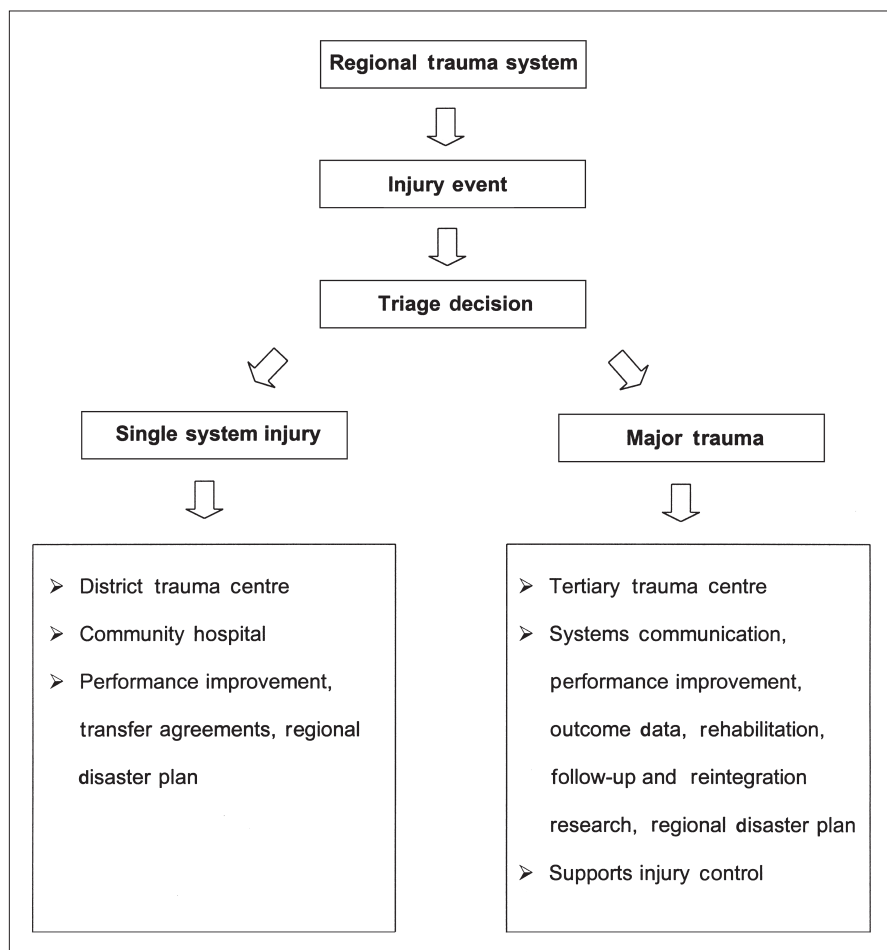 Regional trauma system
Injury event
Triage decision
Single system injury
Major trauma
➢ District trauma centre
➢ Community hospital
➢ Performance improvement,
transfer agreements, regional
disaster plan
➢ Tertiary trauma centre
➢ Systems communication,
performance improvement,
outcome data, rehabilitation,
follow-up and reintegration
research, regional disaster plan
➢ Supports injury control